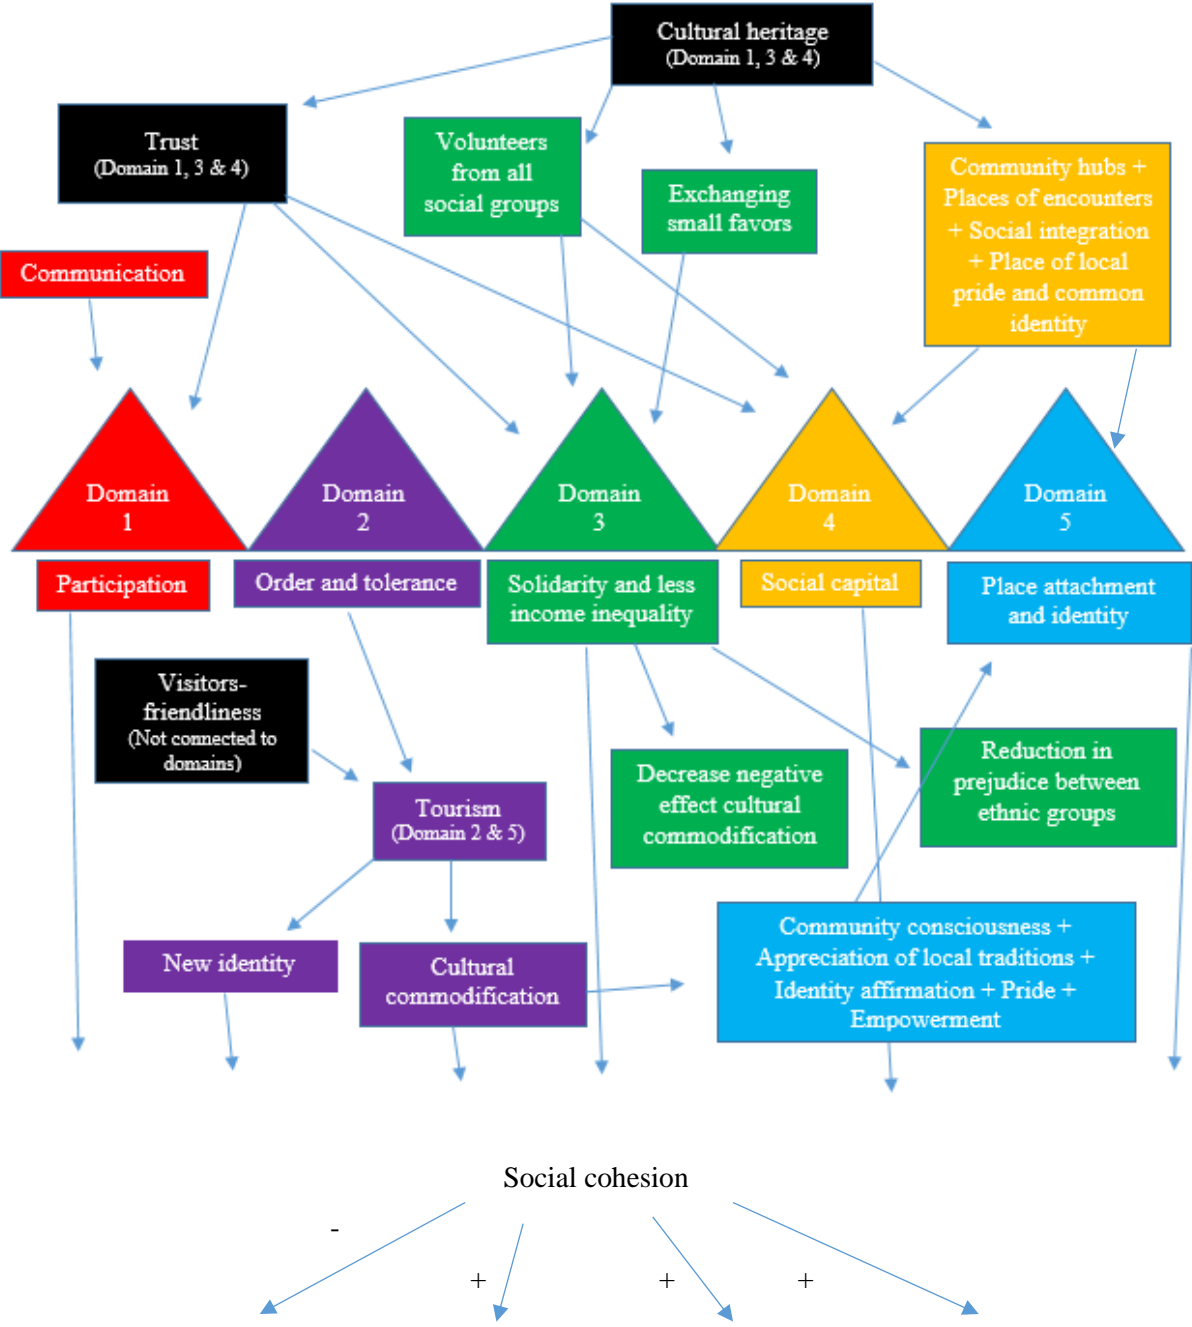 Cultural heritage
(Domain 1, 3 & 4)
Trust
(Domain 1, 3 & 4)
Volunteers
from all
social groups
Exchanging
small favors
Community hubs +
Places of encounters
+ Social integration
+ Place of local
pride and common
identity
Communication
Domain
1
Domain
2
Domain
3
Domain
4
Domain
5
Participation
Order and tolerance
Solidarity and less
income inequality
Social capital
Place attachment
and identity
Visitors-
friendliness
(Not connected to
domains)
Tourism
(Domain 2 & 5)
Decrease negative
effect cultural
commodification
Reduction in
prejudice between
ethnic groups
New identity
Cultural
commodification
Community consciousness +
Appreciation of local traditions +
Identity affirmation + Pride +
Empowerment
Social cohesion
-
+
+
+